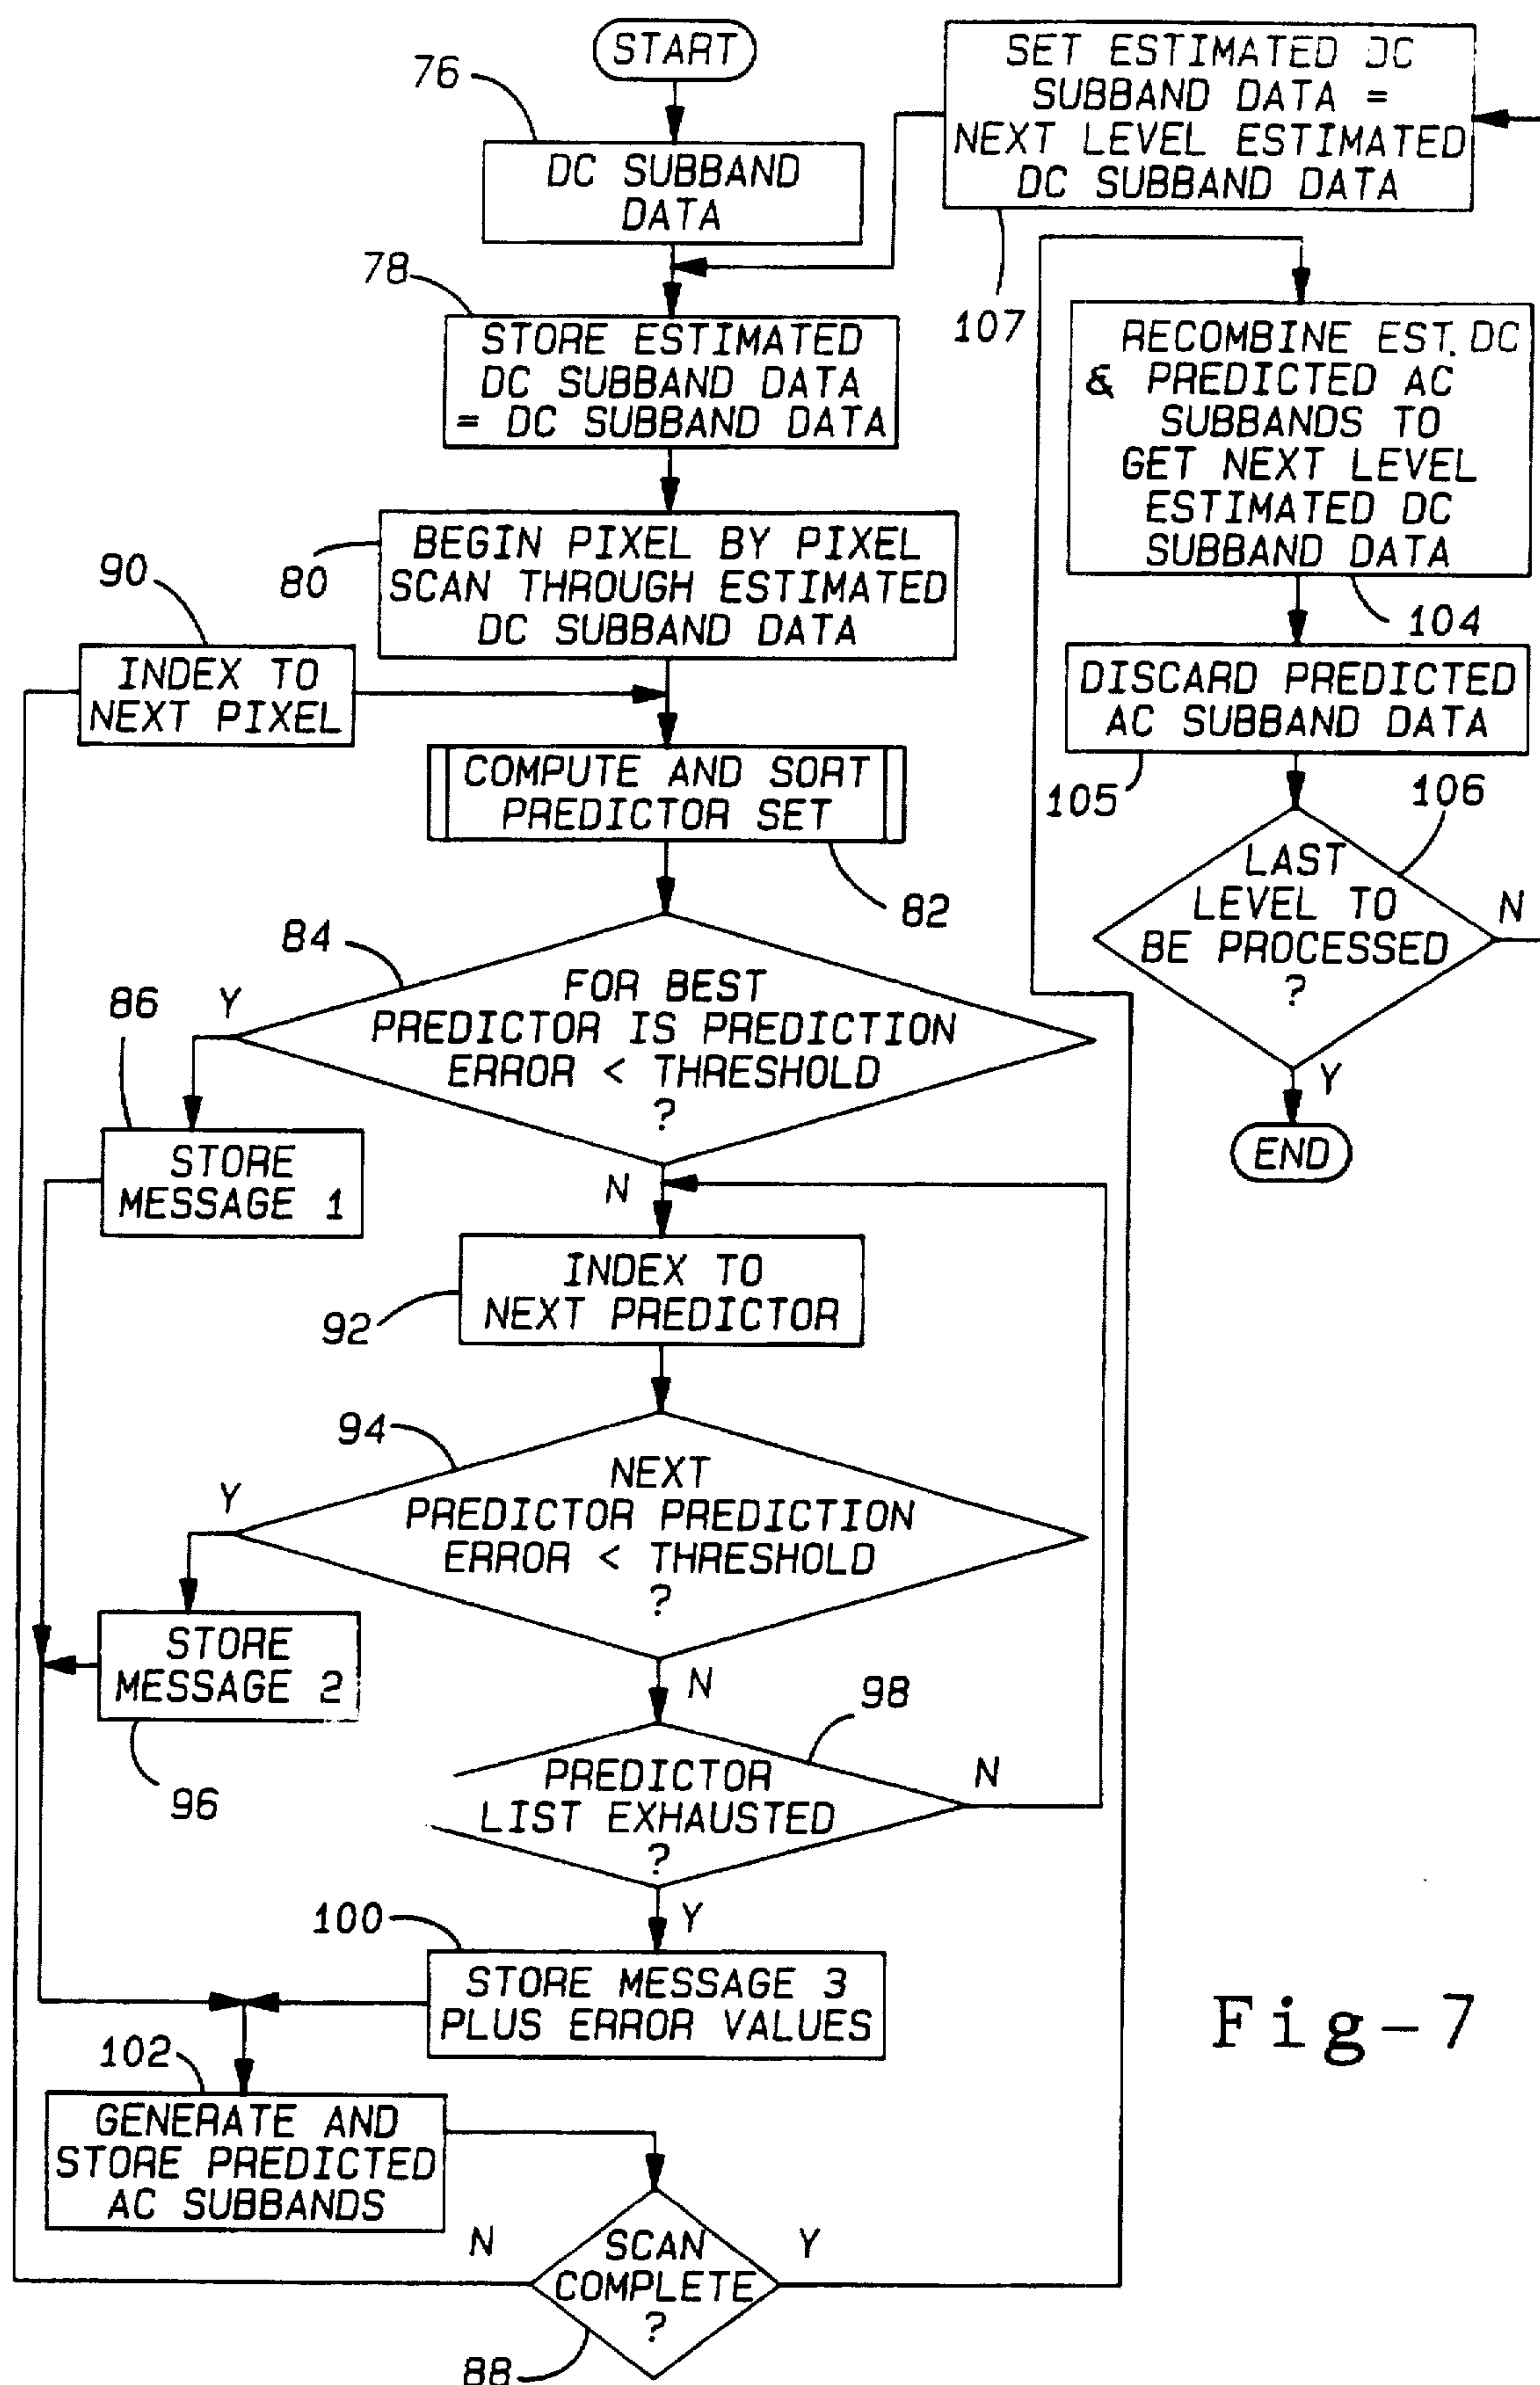 START
76
DC SUBBAND
DATA
78
STORE ESTIMATED
DC SUBBAND DATA
= DC SUBBAND DATA
80
BEGIN PIXEL BY PIXEL
SCAN THROUGH ESTIMATED
DC SUBBAND DATA
90
INDEX TO
NEXT PIXEL
COMPUTE AND SORT
PREDICTOR SET
82
84
FOR BEST
PREDICTOR IS PREDICTION
ERROR < THRESHOLD
?
Y
86
STORE
MESSAGE 1
N
INDEX TO
NEXT PREDICTOR
92
94
NEXT
PREDICTOR PREDICTION
ERROR < THRESHOLD
?
Y
STORE
MESSAGE 2
96
N
98
PREDICTOR
LIST EXHAUSTED
?
N
Y
100
STORE MESSAGE 3
PLUS ERROR VALUES
102
GENERATE AND
STORE PREDICTED
AC SUBBANDS
N
SCAN
COMPLETE
?
Y
88
SET ESTIMATED DC
SUBBAND DATA =
NEXT LEVEL ESTIMATED
DC SUBBAND DATA
107
RECOMBINE EST. DC
& PREDICTED AC
SUBBANDS TO
GET NEXT LEVEL
ESTIMATED DC
SUBBAND DATA
104
DISCARD PREDICTED
AC SUBBAND DATA
105
106
LAST
LEVEL TO
BE PROCESSED
?
N
Y
END
Fig-7